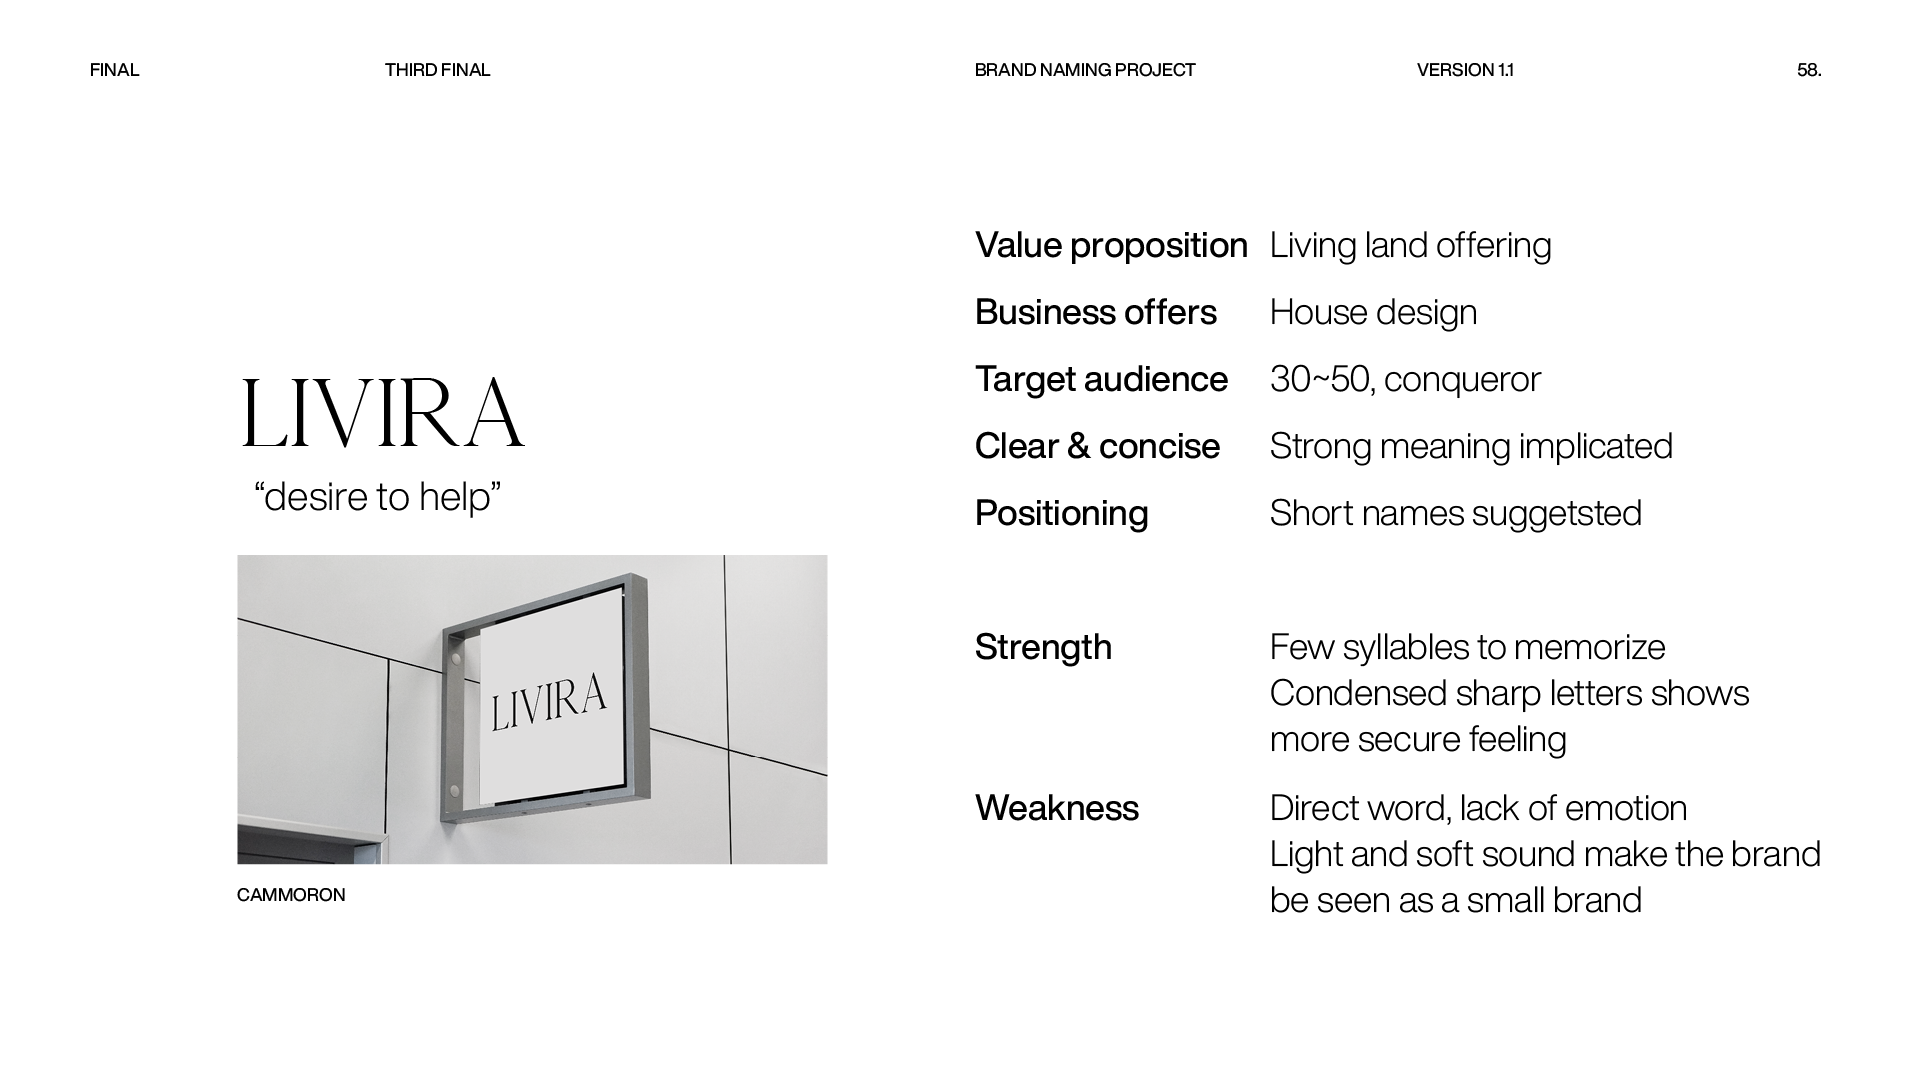 FINAL
THIRD FINAL
BRAND NAMING PROJECT
VERSION 1.1
58.
LIVIRA
“desire to help”
LIVIRA
CAMMORON
Value proposition Living land offering
Business offers House design
Target audience 30~50, conqueror
Clear & concise Strong meaning implicated
Positioning Short names suggetsted
Strength Few syllables to memorize
Condensed sharp letters shows
more secure feeling
Weakness Direct word, lack of emotion
Light and soft sound make the brand
be seen as a small brand